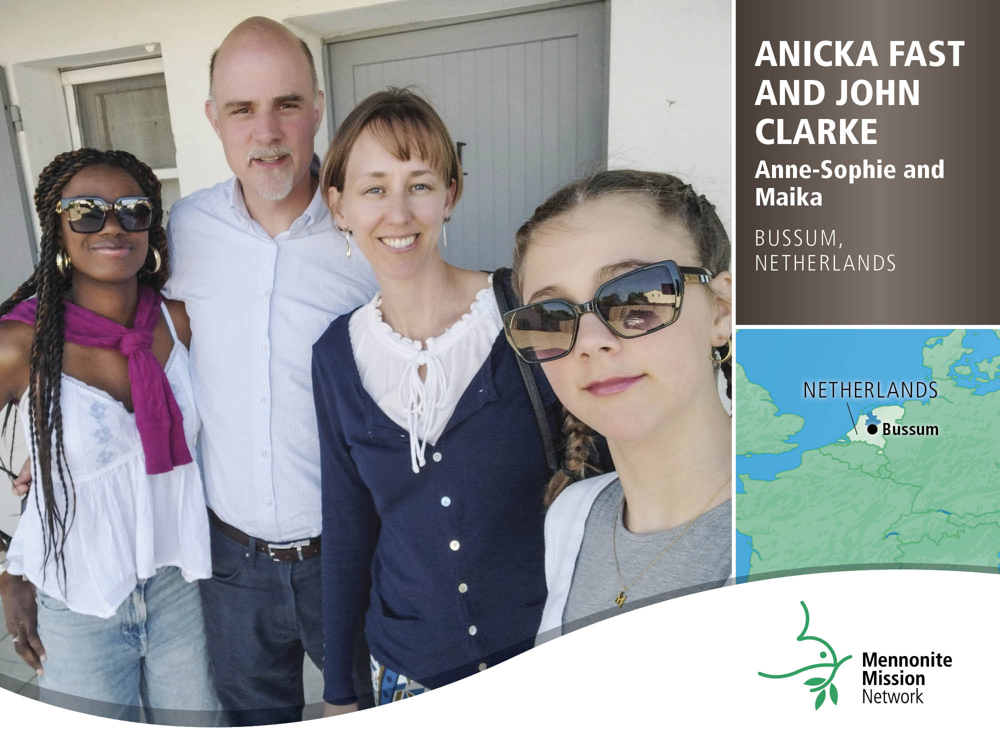 ANICKA FAST
AND JOHN
CLARKE
Anne-Sophie and
Maika
BUSSUM,
NETHERLANDS
NETHERLANDS
Bussum
Mennonite
Mission
Network